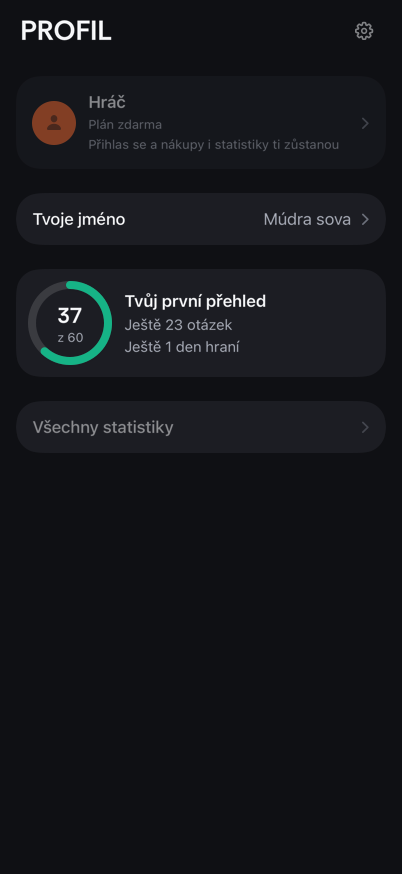 PROFIL
Hráč
Plán zdarma
Přihlas se a nákupy i statistiky ti zůstanou
Tvoje jméno
Múdra sova
37
z 60
Tvůj první přehled
Ještě 23 otázek
Ještě 1 den hraní
Všechny statistiky